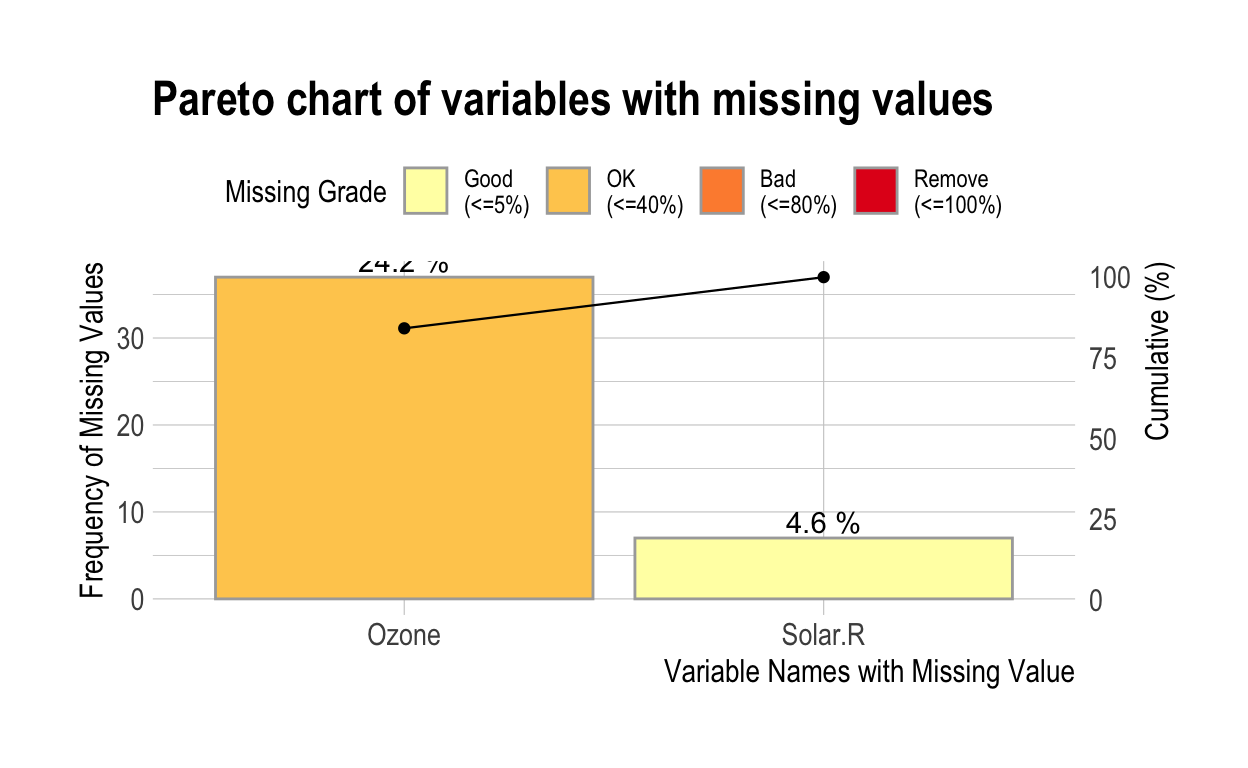 Pareto chart of variables with missing values
Missing Grade
Good
(<=5%)
OK
(<=40%)
Bad
(<=80%)
Remove
(<=100%)
Frequency of Missing Values
30
20
10
0
24.2 %
4.6 %
100
75
50
25
0
Cumulative (%)
Ozone
Solar.R
Variable Names with Missing Value